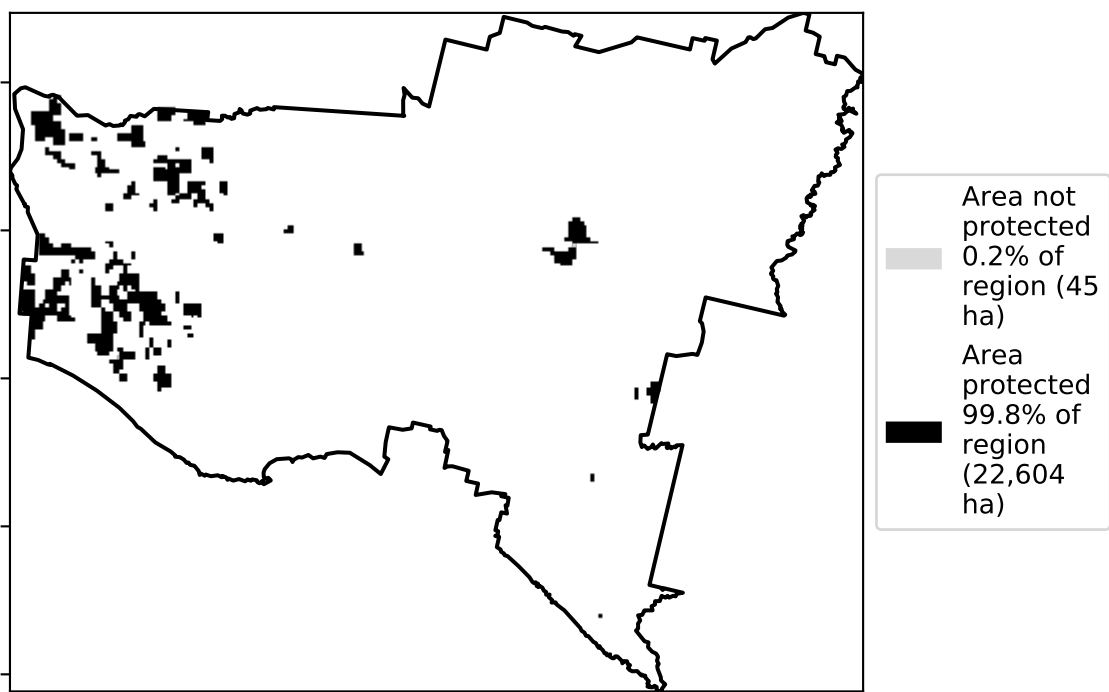 Area not
protected
0.2% of
region (45
ha)
Area
protected
99.8% of
region
(22,604
ha)